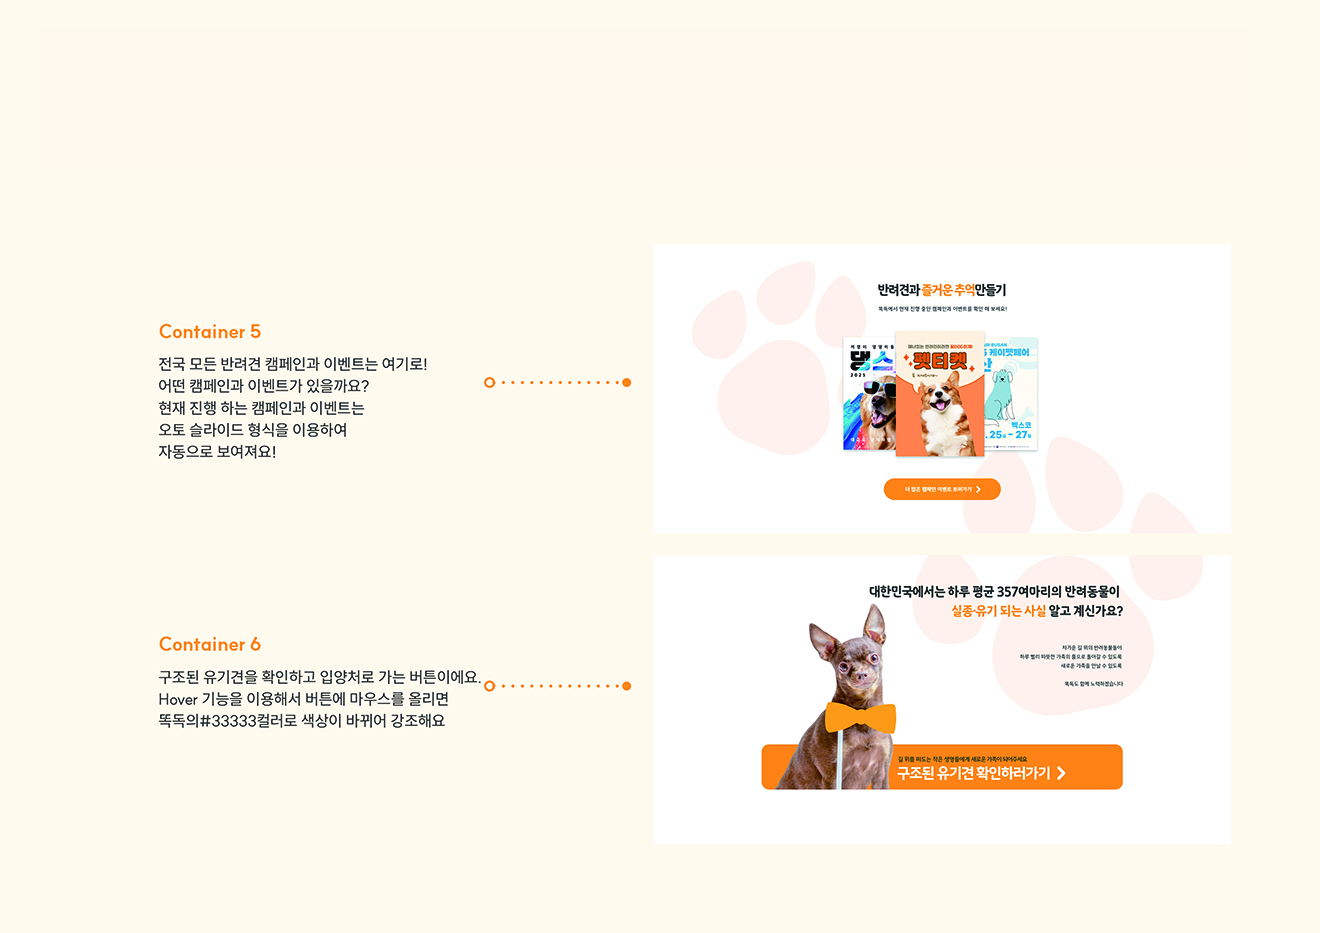 Container 5
전국 모든 반려견 캠페인과 이벤트는 여기로!
어떤 캠페인과 이벤트가 있을까요?
현재 진행 하는 캠페인과 이벤트는
오토 슬라이드 형식을 이용하여
자동으로 보여져요!
반려견과 즐거운 추억만들기
똑독에서 현재 진행 중인 캠페인과 이벤트를 확인 해 보세요!
댕스
2025
펫티켓
케이펫페어
벡스코
25금 - 27일
더 많은 캠페인 이벤트 보러가기
Container 6
구조된 유기견을 확인하고 입양처로 가는 버튼이에요.
Hover 기능을 이용해서 버튼에 마우스를 올리면
똑독의#33333컬러로 색상이 바뀌어 강조해요
대한민국에서는 하루 평균 357여마리의 반려동물이
실종·유기 되는 사실 알고 계신가요?
차가운 길 위의 반려동물들이
하루 빨리 따뜻한 가족의 품으로 돌아갈 수 있도록
새로운 가족을 만날 수 있도록
똑독도 함께 노력하겠습니다
길 위를 떠도는 작은 생명들에게 새로운 가족이 되어주세요
구조된 유기견 확인하러가기